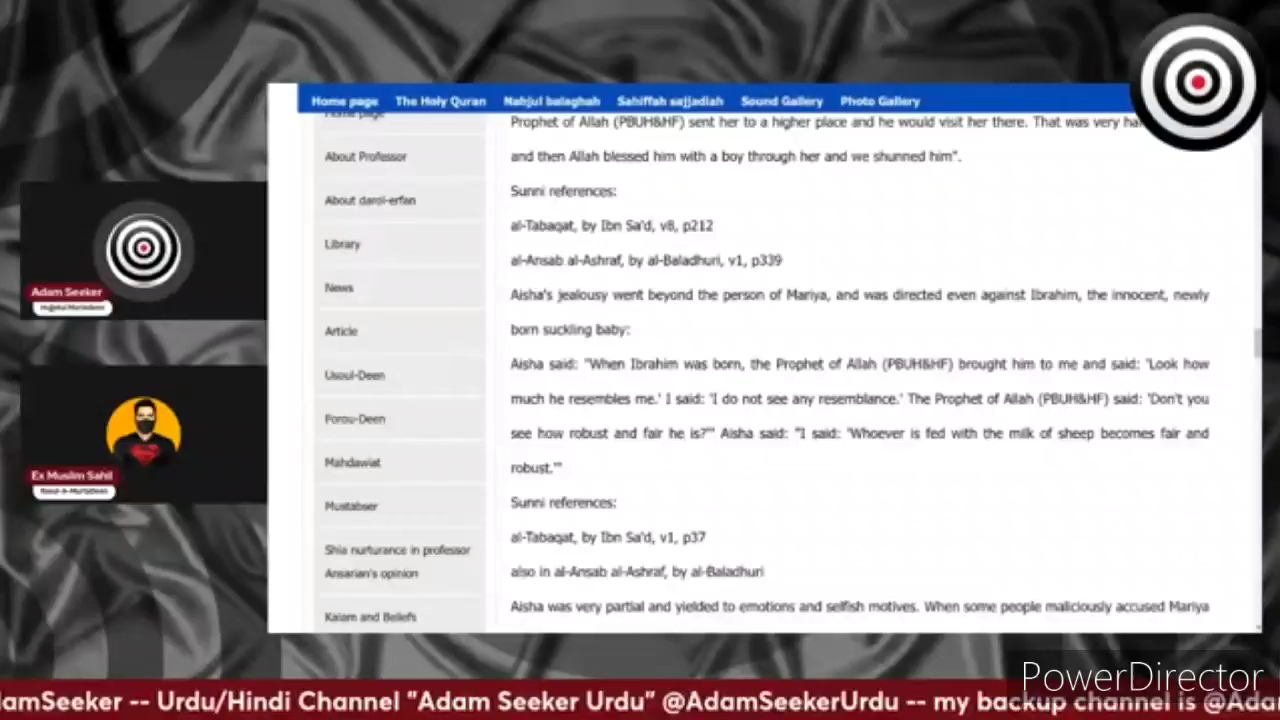 Home page The Holy Quran Nahjul balaghah Sahiffah sajjadiah Sound Gallery Photo Gallery
Home page
About Professor
About darol-erfan
Library
News
Article
Usoul-Deen
Forou-Deen
Mahdawiat
Mustabser
Shia nurturance in professor
Ansarian's opinion
Kalam and Beliefs
Prophet of Allah (PBUH&HF) sent her to a higher place and he would visit her there. That was very
and then Allah blessed him with a boy through her and we shunned him".
Sunni references:
al-Tabaqat, by Ibn Sa'd, v8, p212
al-Ansab al-Ashraf, by al-Baladhuri, v1, p339
Aisha's jealousy went beyond the person of Mariya, and was directed even against Ibrahim, the innocent, newly
born suckling baby:
Aisha said: "When Ibrahim was born, the Prophet of Allah (PBUH&HF) brought him to me and said: 'Look how
much he resembles me.' I said: 'I do not see any resemblance.' The Prophet of Allah (PBUH&HF) said: 'Don't you
see how robust and fair he is?'" Aisha said: "I said: 'Whoever is fed with the milk of sheep becomes fair and
robust.'"
Sunni references:
al-Tabaqat, by Ibn Sa'd, v1, p37
also in al-Ansab al-Ashraf, by al-Baladhuri
Aisha was very partial and yielded to emotions and selfish motives. When some people maliciously accused Mariya
Adam Seeker
Ex Muslim Sahil
PowerDirector
damSeeker -- Urdu/Hindi Channel "Adam Seeker Urdu" @AdamSeekerUrdu -- my backup channel is @Ada